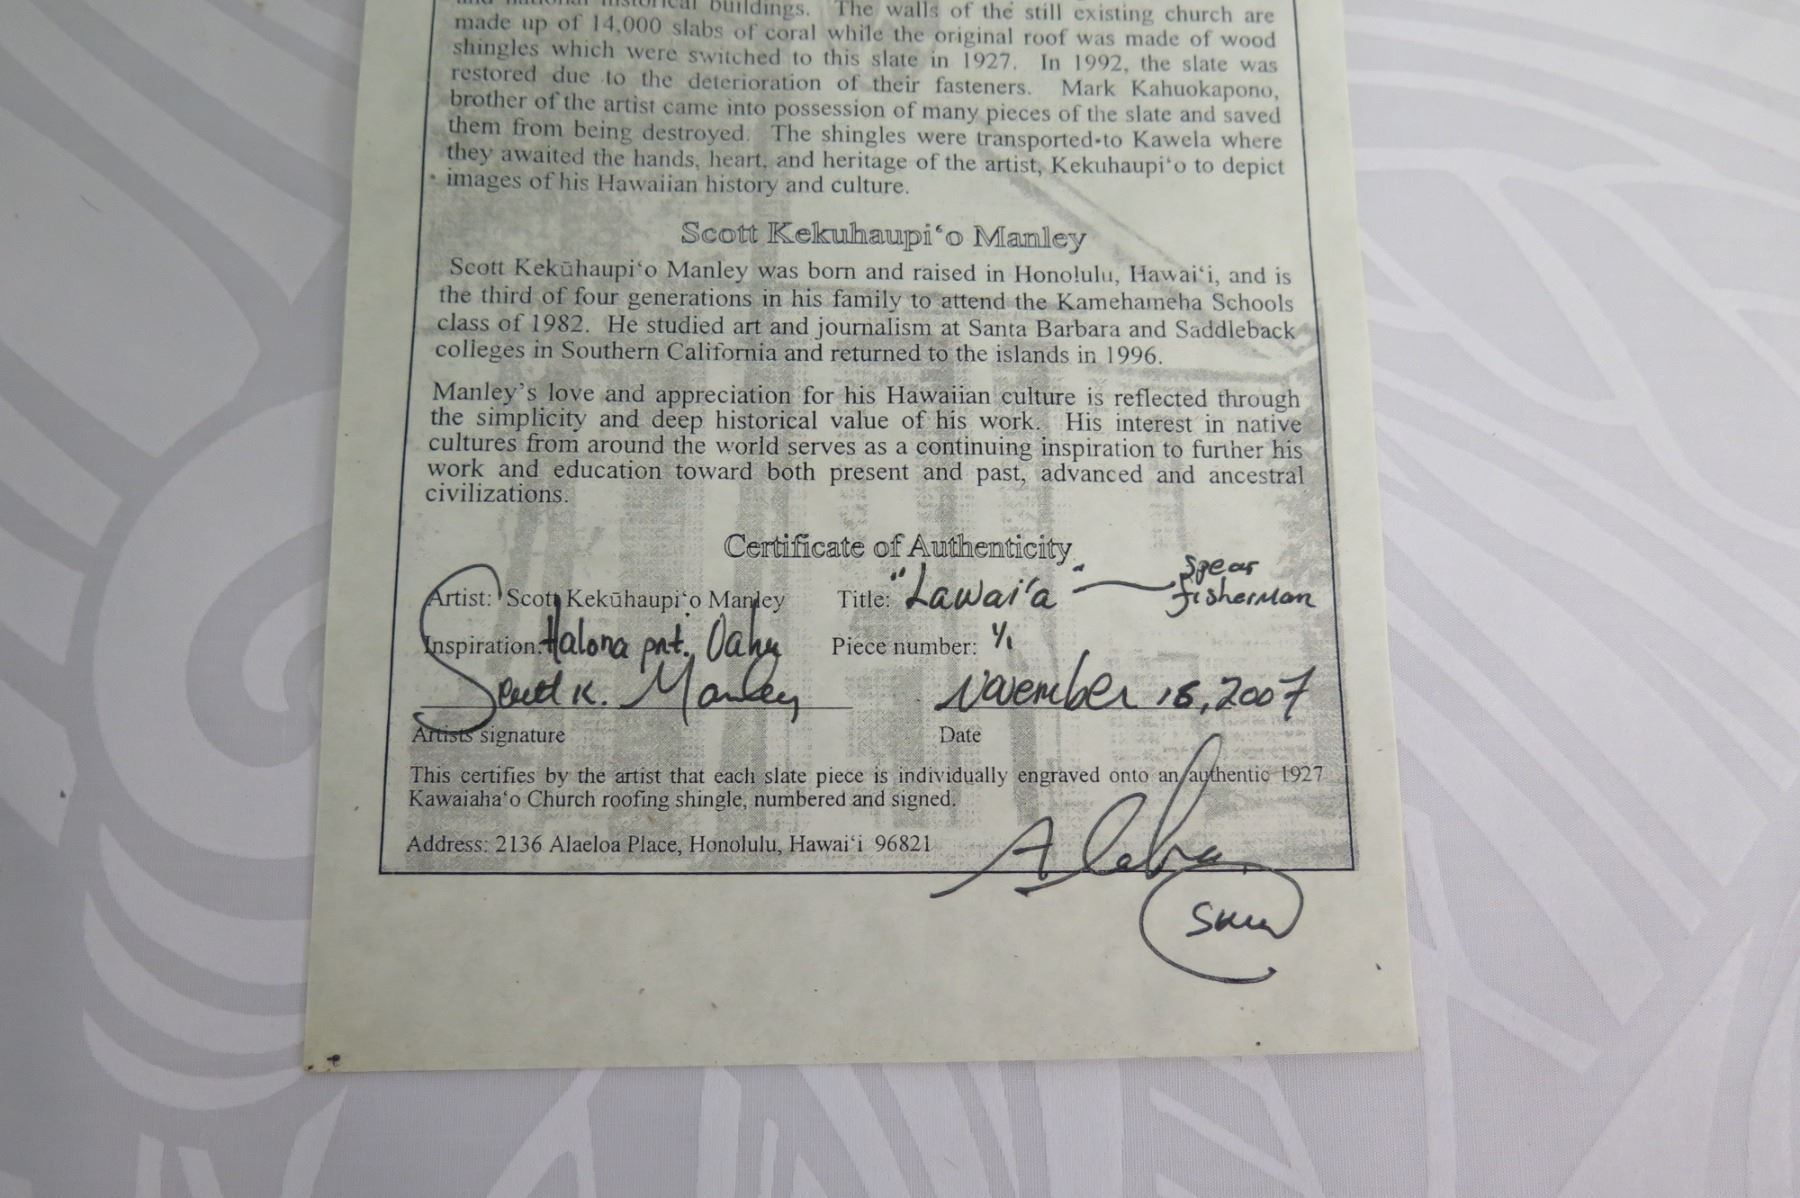 and national historical buildings. The walls of the still existing church are
made up of 14,000 slabs of coral while the original roof was made of wood
shingles which were switched to this slate in 1927. In 1992, the slate was
restored due to the deterioration of their fasteners. Mark Kahuokapono,
brother of the artist came into possession of many pieces of the slate and saved
them from being destroyed. The shingles were transported to Kawela where
they awaited the hands, heart, and heritage of the artist, Kekuhaupiʻo to depict
images of his Hawaiian history and culture.
Scott Kekuhaupiʻo Manley
Scott Kekūhaupiʻo Manley was born and raised in Honolulu, Hawaiʻi, and is
the third of four generations in his family to attend the Kamehameha Schools
class of 1982. He studied art and journalism at Santa Barbara and Saddleback
colleges in Southern California and returned to the islands in 1996.
Manley's love and appreciation for his Hawaiian culture is reflected through
the simplicity and deep historical value of his work. His interest in native
cultures from around the world serves as a continuing inspiration to further his
work and education toward both present and past, advanced and ancestral
civilizations.
Certificate of Authenticity
Artist: Scott Kekūhaupiʻo Manley Title: "Lawai'a" Spear
fisherman
Inspiration: Halona pnt. Oahu Piece number: 1/1
Scott K. Manley November 16, 2007
Artists signature Date
This certifies by the artist that each slate piece is individually engraved onto an authentic 1927
Kawaiahaʻo Church roofing shingle, numbered and signed.
Address: 2136 Alaeloa Place, Honolulu, Hawaiʻi 96821
Aloha